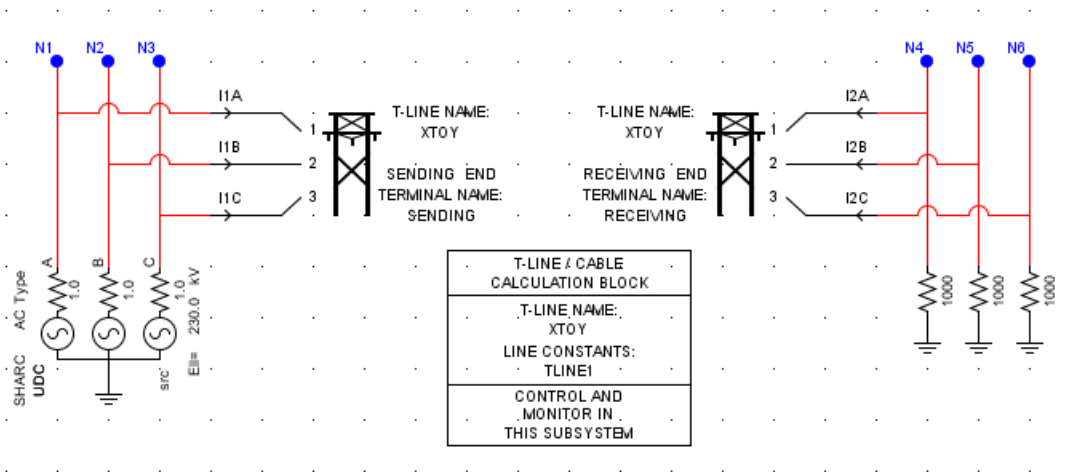 N1
N2
N3
N4
N5
N6
I1A
I1B
I1C
1
2
3
T-LINE NAME:
XTOY
SENDING END
TERMINAL NAME:
SENDING
T-LINE NAME:
XTOY
RECEIVING END
TERMINAL NAME:
RECEIVING
1
2
3
I2A
I2B
I2C
A
B
C
1.0
1.0
1.0
AC Type
SHARC
UDC
src
Ell= 230.0 kV
T-LINE / CABLE
CALCULATION BLOCK
T-LINE NAME:
XTOY
LINE CONSTANTS:
TLINE1
CONTROL AND
MONITOR IN
THIS SUBSYSTEM
1000
1000
1000